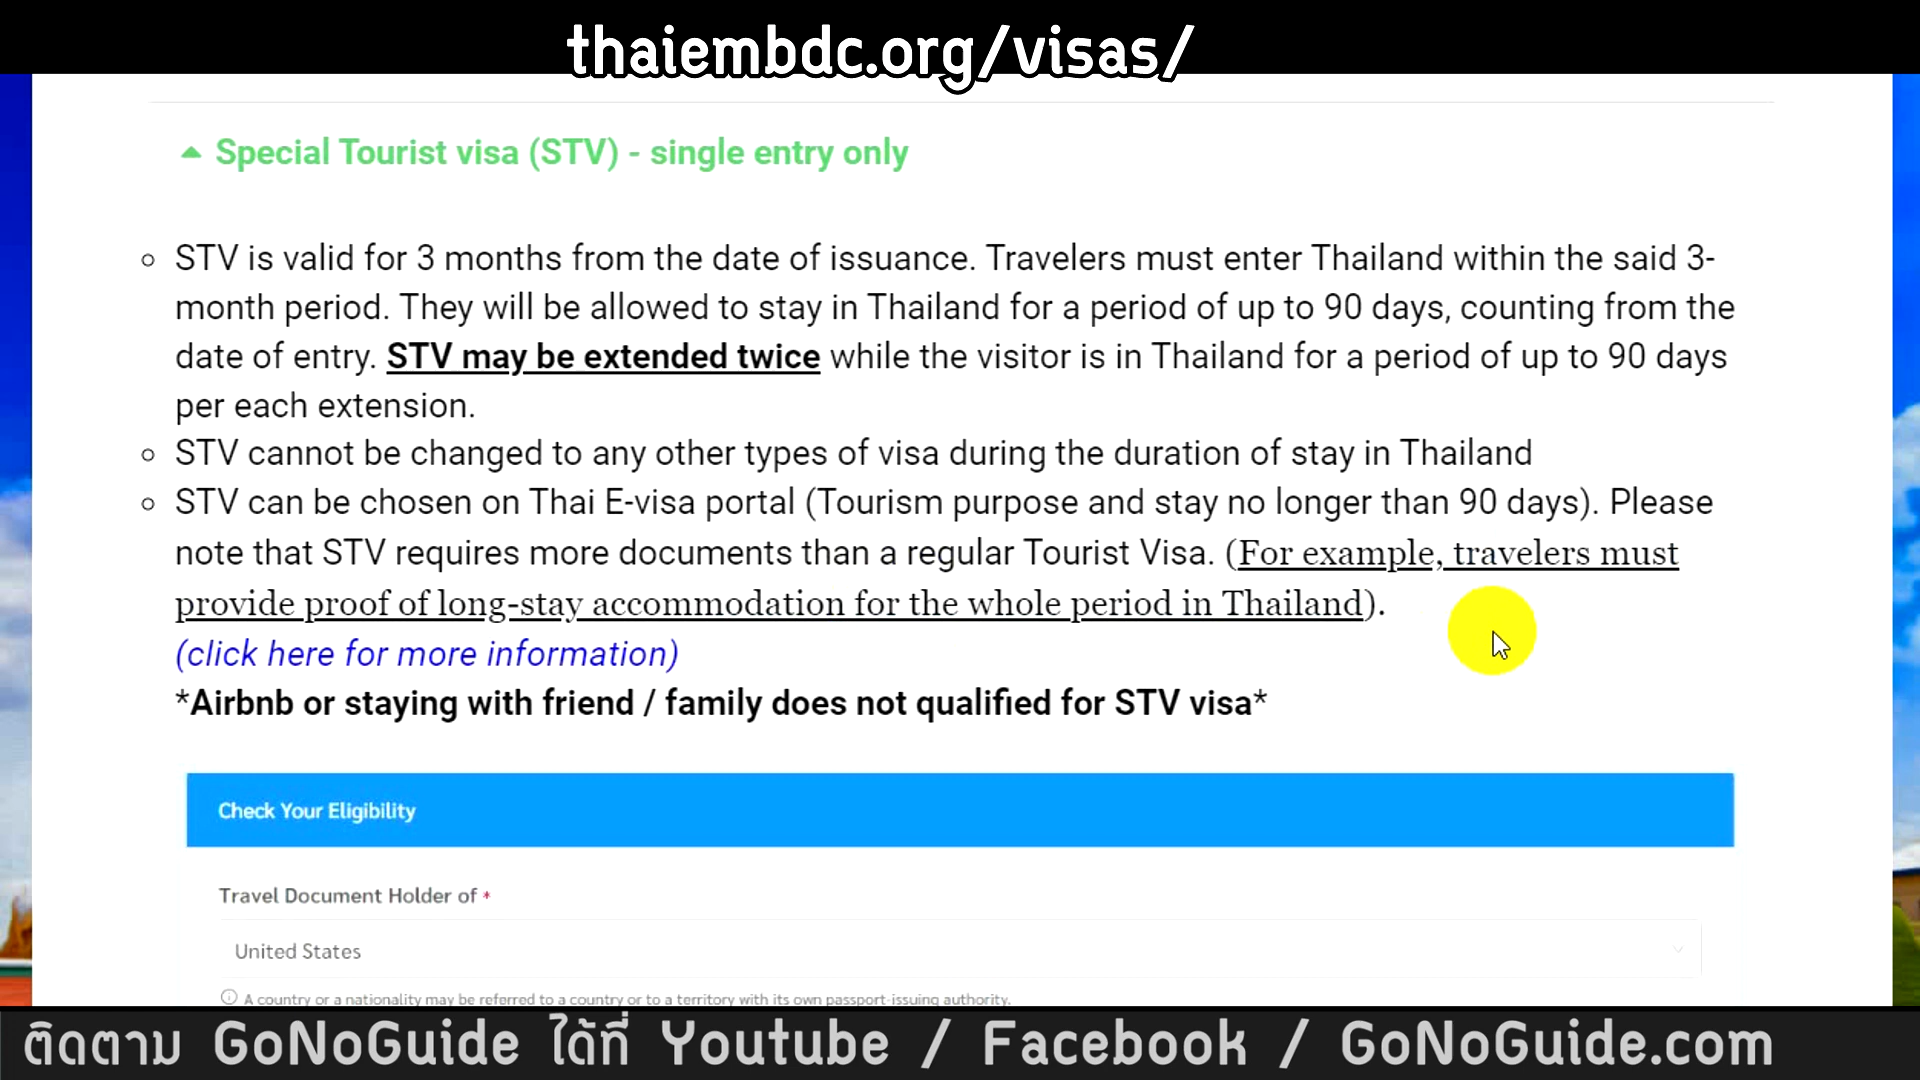 thaiembdc.org/visas/
Special Tourist visa (STV) - single entry only
STV is valid for 3 months from the date of issuance. Travelers must enter Thailand within the said 3-
month period. They will be allowed to stay in Thailand for a period of up to 90 days, counting from the
date of entry. STV may be extended twice while the visitor is in Thailand for a period of up to 90 days
per each extension.
STV cannot be changed to any other types of visa during the duration of stay in Thailand
STV can be chosen on Thai E-visa portal (Tourism purpose and stay no longer than 90 days). Please
note that STV requires more documents than a regular Tourist Visa. (For example, travelers must
provide proof of long-stay accommodation for the whole period in Thailand).
(click here for more information)
*Airbnb or staying with friend / family does not qualified for STV visa*
Check Your Eligibility
Travel Document Holder of *
United States
A country or a nationality may be referred to a country or to a territory with its own passport-issuing authority.
ติดตาม GoNoGuide ได้ที่ Youtube / Facebook / GoNoGuide.com